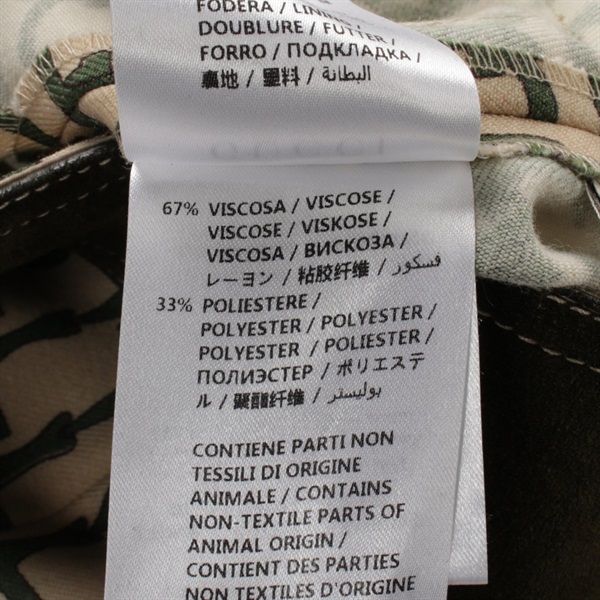 FODERA / LINING /
DOUBLURE / FUTTER /
FORRO / ПОДКЛАДКА /
裏地 / 里料 / البطانة
67% VISCOSA / VISCOSE /
VISCOSE / VISKOSE /
VISCOSA / ВИСКОЗА /
レーヨン / 粘胶纤维 / فسكوز
33% POLIESTERE /
POLYESTER / POLYESTER /
POLYESTER / POLIESTER /
ПОЛИЭСТЕР / ポリエステ
ル / 聚酯纤维 / بوليستر
CONTIENE PARTI NON
TESSILI DI ORIGINE
ANIMALE / CONTAINS
NON-TEXTILE PARTS OF
ANIMAL ORIGIN /
CONTIENT DES PARTIES
NON TEXTILES D'ORIGINE